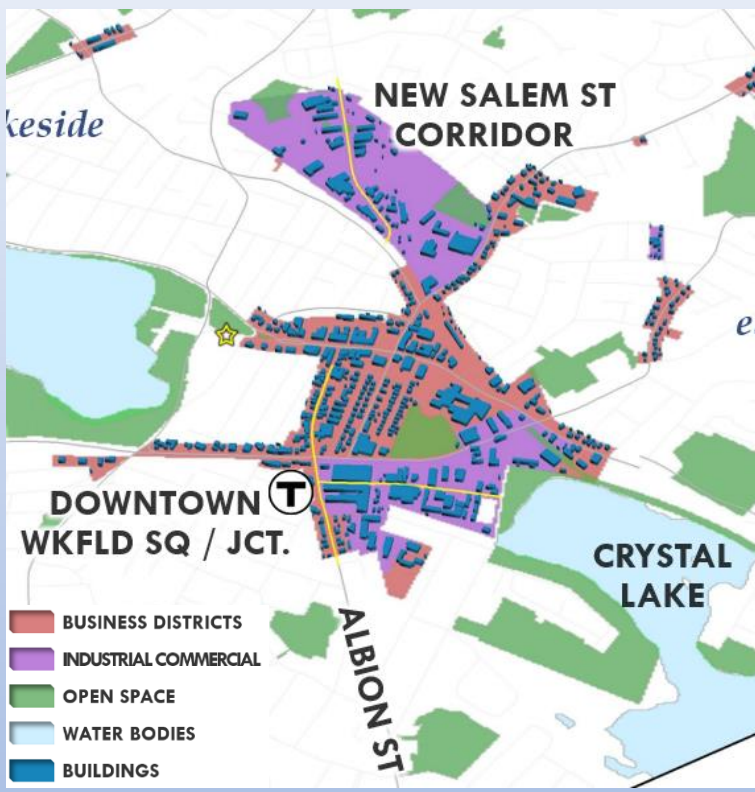 NEW SALEM ST
CORRIDOR
keside
T
DOWNTOWN
WKFLD SQ / JCT.
CRYSTAL
LAKE
ALBION ST
BUSINESS DISTRICTS
INDUSTRIAL COMMERCIAL
OPEN SPACE
WATER BODIES
BUILDINGS